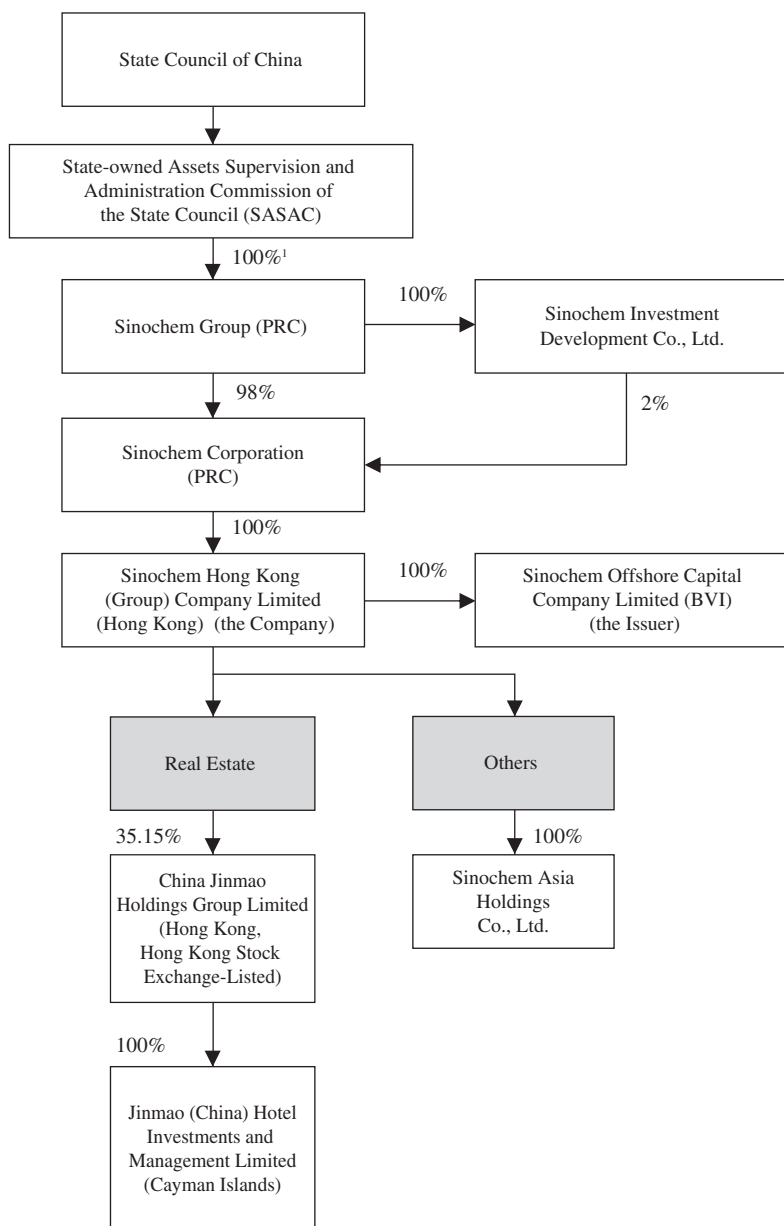 State Council of China
State-owned Assets Supervision and
Administration Commission of
the State Council (SASAC)
100%¹
Sinochem Group (PRC)
100%
Sinochem Investment
Development Co., Ltd.
98%
2%
Sinochem Corporation
(PRC)
100%
Sinochem Hong Kong
(Group) Company Limited
(Hong Kong) (the Company)
100%
Sinochem Offshore Capital
Company Limited (BVI)
(the Issuer)
Real Estate
Others
35.15%
100%
China Jinmao
Holdings Group Limited
(Hong Kong,
Hong Kong Stock
Exchange-Listed)
Sinochem Asia
Holdings
Co., Ltd.
100%
Jinmao (China) Hotel
Investments and
Management Limited
(Cayman Islands)